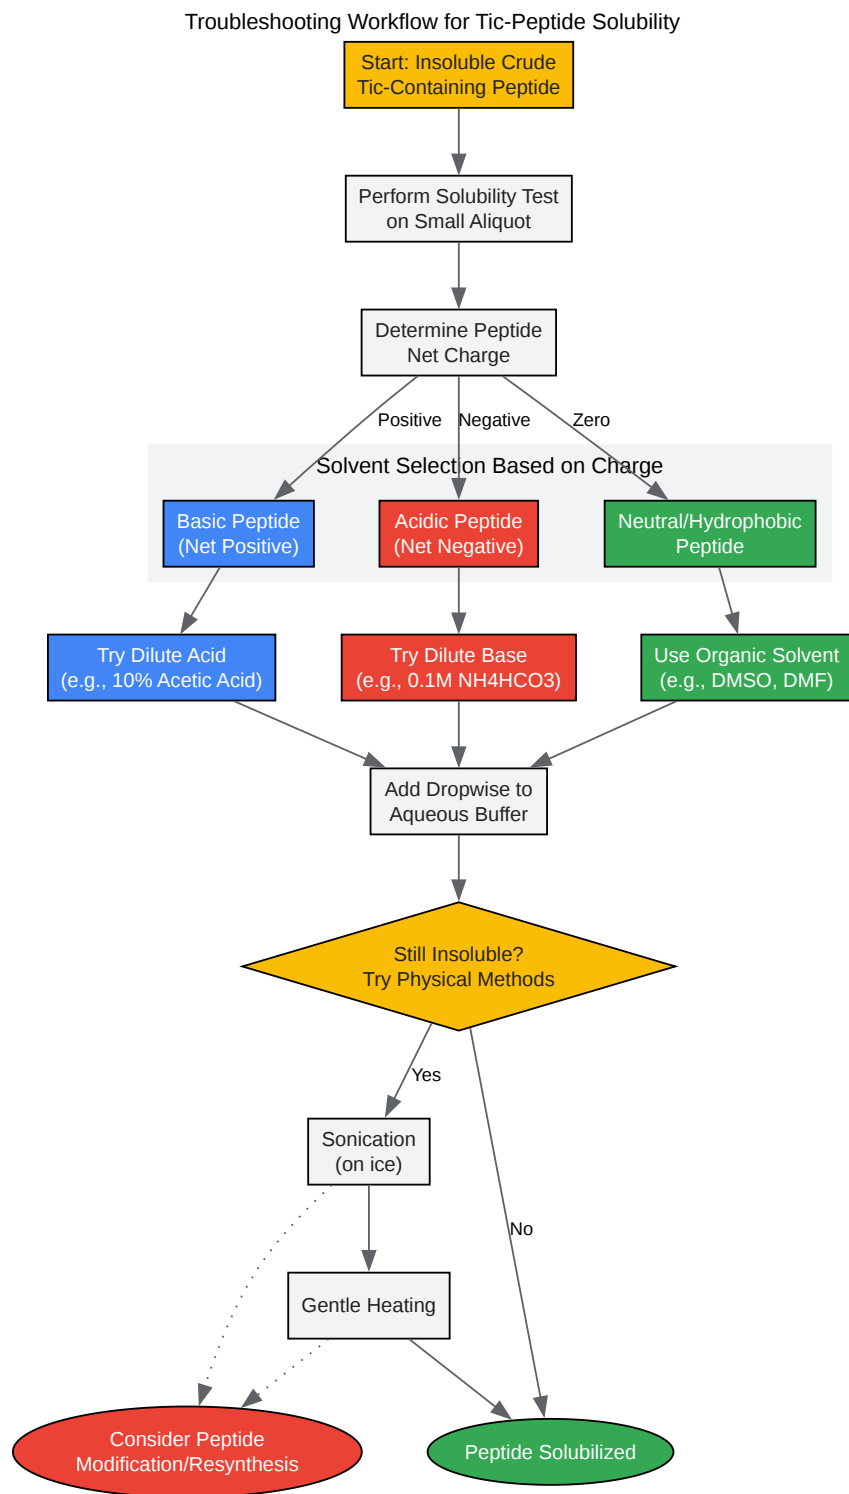 Troubleshooting Workflow for Tic-Peptide Solubility
Start: Insoluble Crude
Tic-Containing Peptide
Perform Solubility Test
on Small Aliquot
Determine Peptide
Net Charge
Positive
Negative
Zero
Solvent Selection Based on Charge
Basic Peptide
(Net Positive)
Acidic Peptide
(Net Negative)
Neutral/Hydrophobic
Peptide
Try Dilute Acid
(e.g., 10% Acetic Acid)
Try Dilute Base
(e.g., 0.1M NH4HCO3)
Use Organic Solvent
(e.g., DMSO, DMF)
Add Dropwise to
Aqueous Buffer
Still Insoluble?
Try Physical Methods
Yes
Sonication
(on ice)
No
Gentle Heating
Consider Peptide
Modification/Resynthesis
Peptide Solubilized